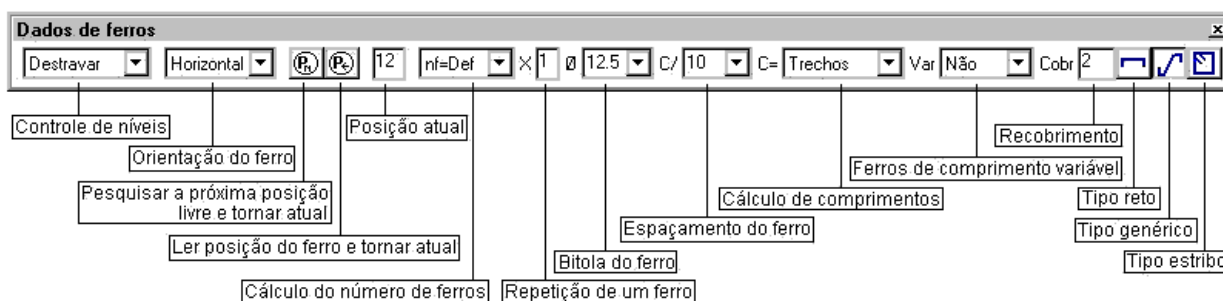 Dados de ferros
Destravar Horizontal PN P< 12 nf=Def X 1 Ø 12.5 C/ 10 C= Trechos Var Não Cobr 2
Controle de níveis
Posição atual
Recobrimento
Orientação do ferro
Ferros de comprimento variável
Pesquisar a próxima posição
livre e tornar atual
Cálculo de comprimentos
Tipo reto
Ler posição do ferro e tornar atual
Espaçamento do ferro
Tipo genérico
Bitola do ferro
Tipo estribo
Cálculo do número de ferros
Repetição de um ferro